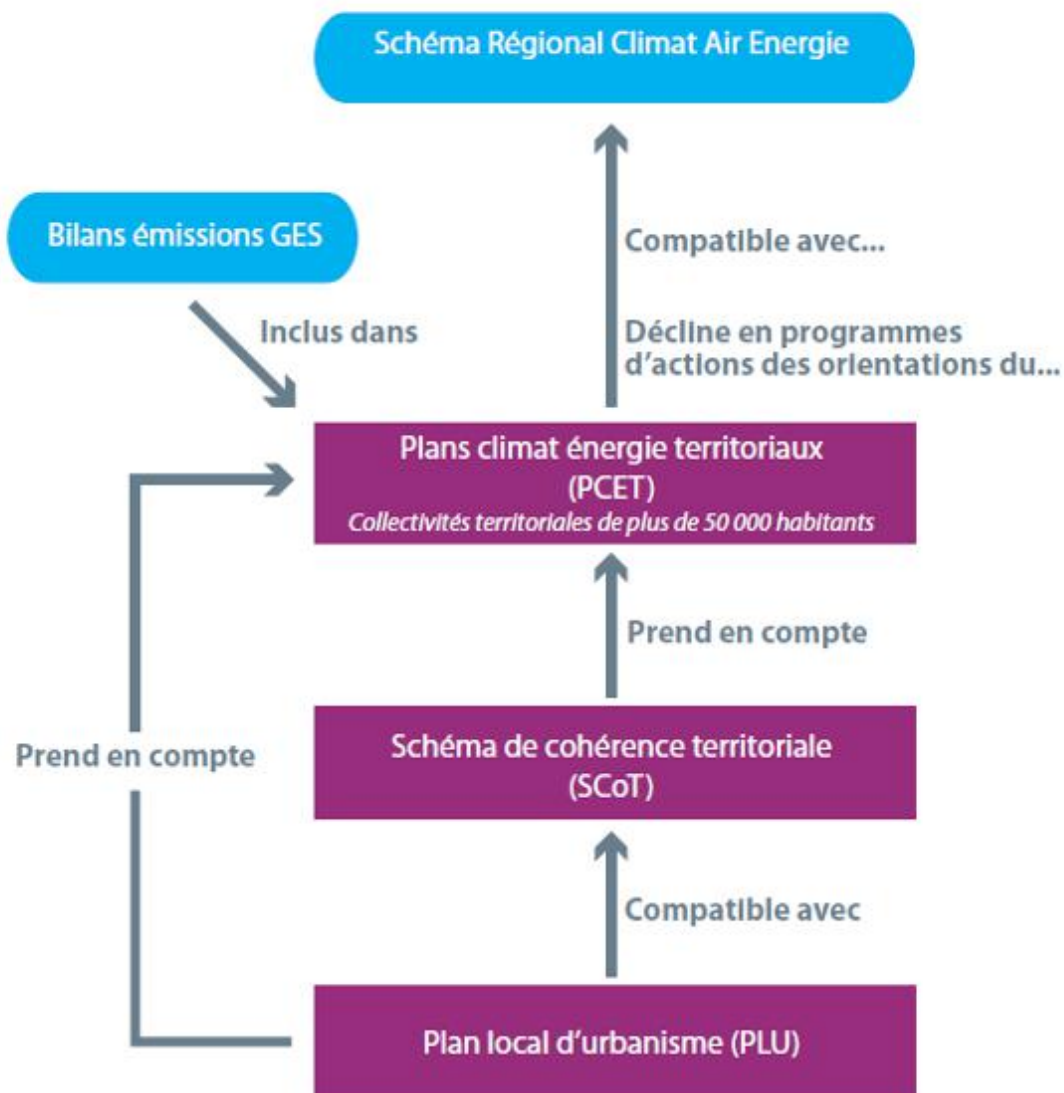 Schéma Régional Climat Air Energie
Bilans émissions GES
Compatible avec...
Inclus dans
Décline en programmes
d'actions des orientations du...
Plans climat énergie territoriaux
(PCET)
Collectivités territoriales de plus de 50 000 habitants
Prend en compte
Schéma de cohérence territoriale
(SCoT)
Prend en compte
Compatible avec
Plan local d'urbanisme (PLU)